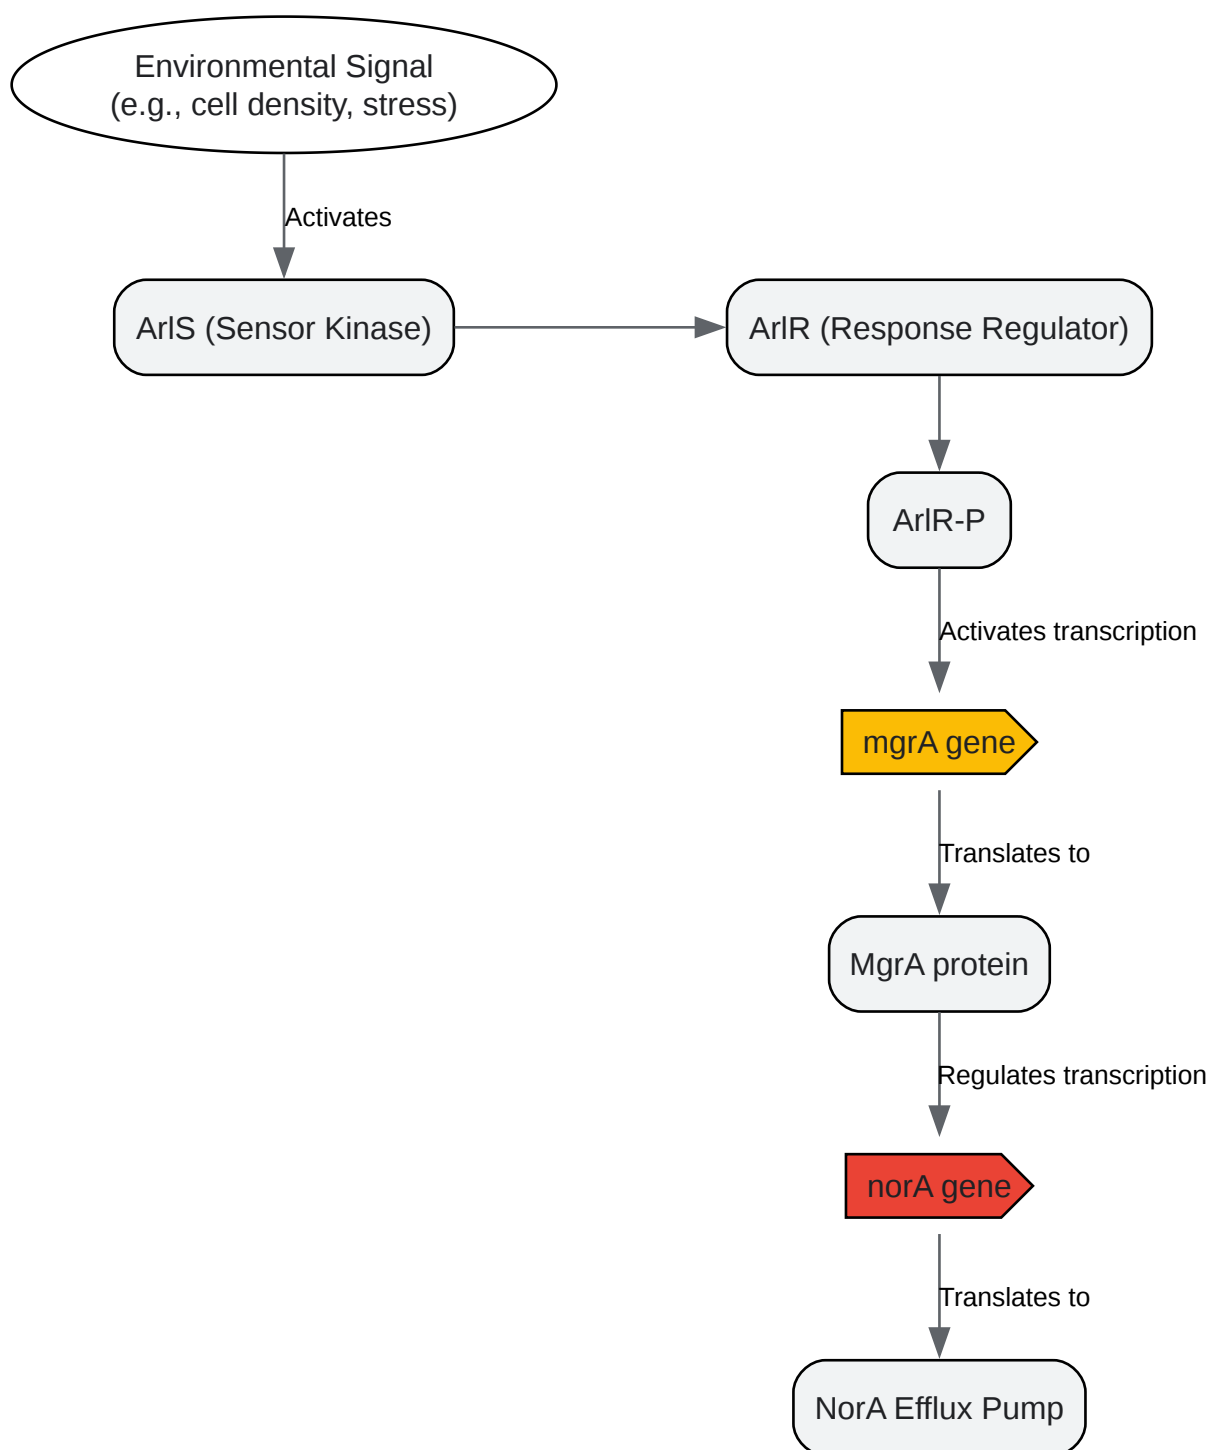 Environmental Signal
(e.g., cell density, stress)
Activates
ArlS (Sensor Kinase)
ArlR (Response Regulator)
ArlR-P
Activates transcription
mgrA gene
Translates to
MgrA protein
Regulates transcription
norA gene
Translates to
NorA Efflux Pump